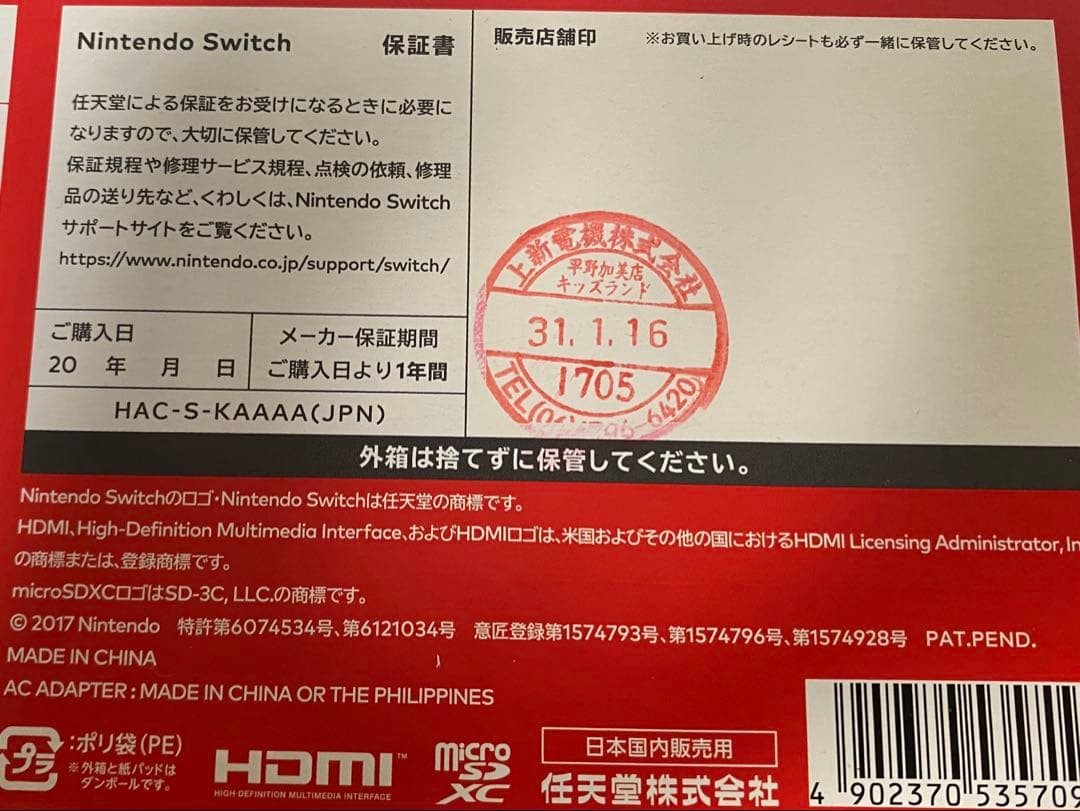 Nintendo Switch 保証書
任天堂による保証をお受けになるときに必要に
なりますので、大切に保管してください。
保証規程や修理サービス規程、点検の依頼、修理
品の送り先など、くわしくは、Nintendo Switch
サポートサイトをご覧ください。
https://www.nintendo.co.jp/support/switch/
ご購入日
20 年 月 日
メーカー保証期間
ご購入日より1年間
HAC-S-KAAAA(JPN)
販売店舗印 ※お買い上げ時のレシートも必ず一緒に保管してください。
上新電機株式会社
キッズランド
31. 1. 16
1705
外箱は捨てずに保管してください。
Nintendo Switchのロゴ・Nintendo Switchは任天堂の商標です。
HDMI、High-Definition Multimedia Interface、およびHDMIロゴは、米国およびその他の国におけるHDMI Licensing Administrator, In
の商標または、登録商標です。
microSDXCロゴはSD-3C, LLC.の商標です。
© 2017 Nintendo 特許第6074534号、第6121034号 意匠登録第1574793号、第1574796号、第1574928号 PAT.PEND.
MADE IN CHINA
AC ADAPTER : MADE IN CHINA OR THE PHILIPPINES
プラ
:ポリ袋(PE)
※外箱と紙パッドは
ダンボールです。
HDMI™
HIGH-DEFINITION MULTIMEDIA INTERFACE
micro
SD
XC
日本国内販売用
任天堂株式会社
4 902370 535709